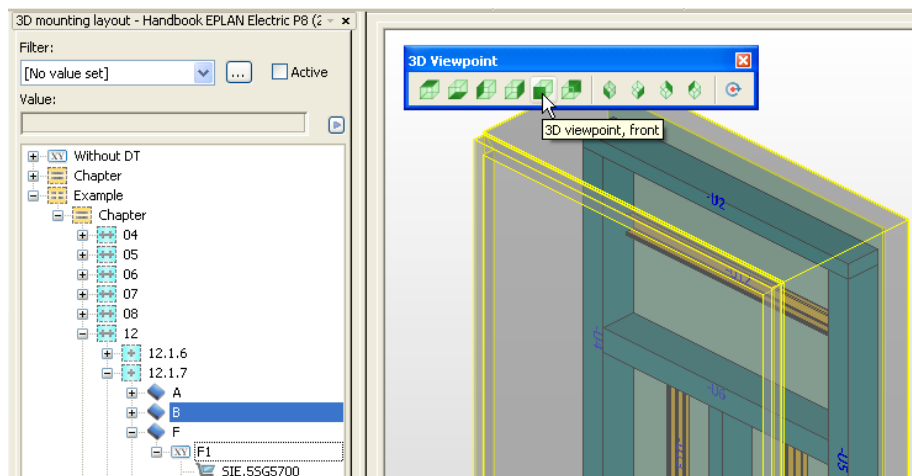 3D mounting layout - Handbook EPLAN Electric P8 (2
Filter:
[No value set]
...
Active
Value:
Without DT
Chapter
Example
Chapter
04
05
06
07
08
12
12.1.6
12.1.7
A
B
F
F1
SIE.5SG5700
3D Viewpoint
3D viewpoint, front
-U2
-U4
-U6
-U5